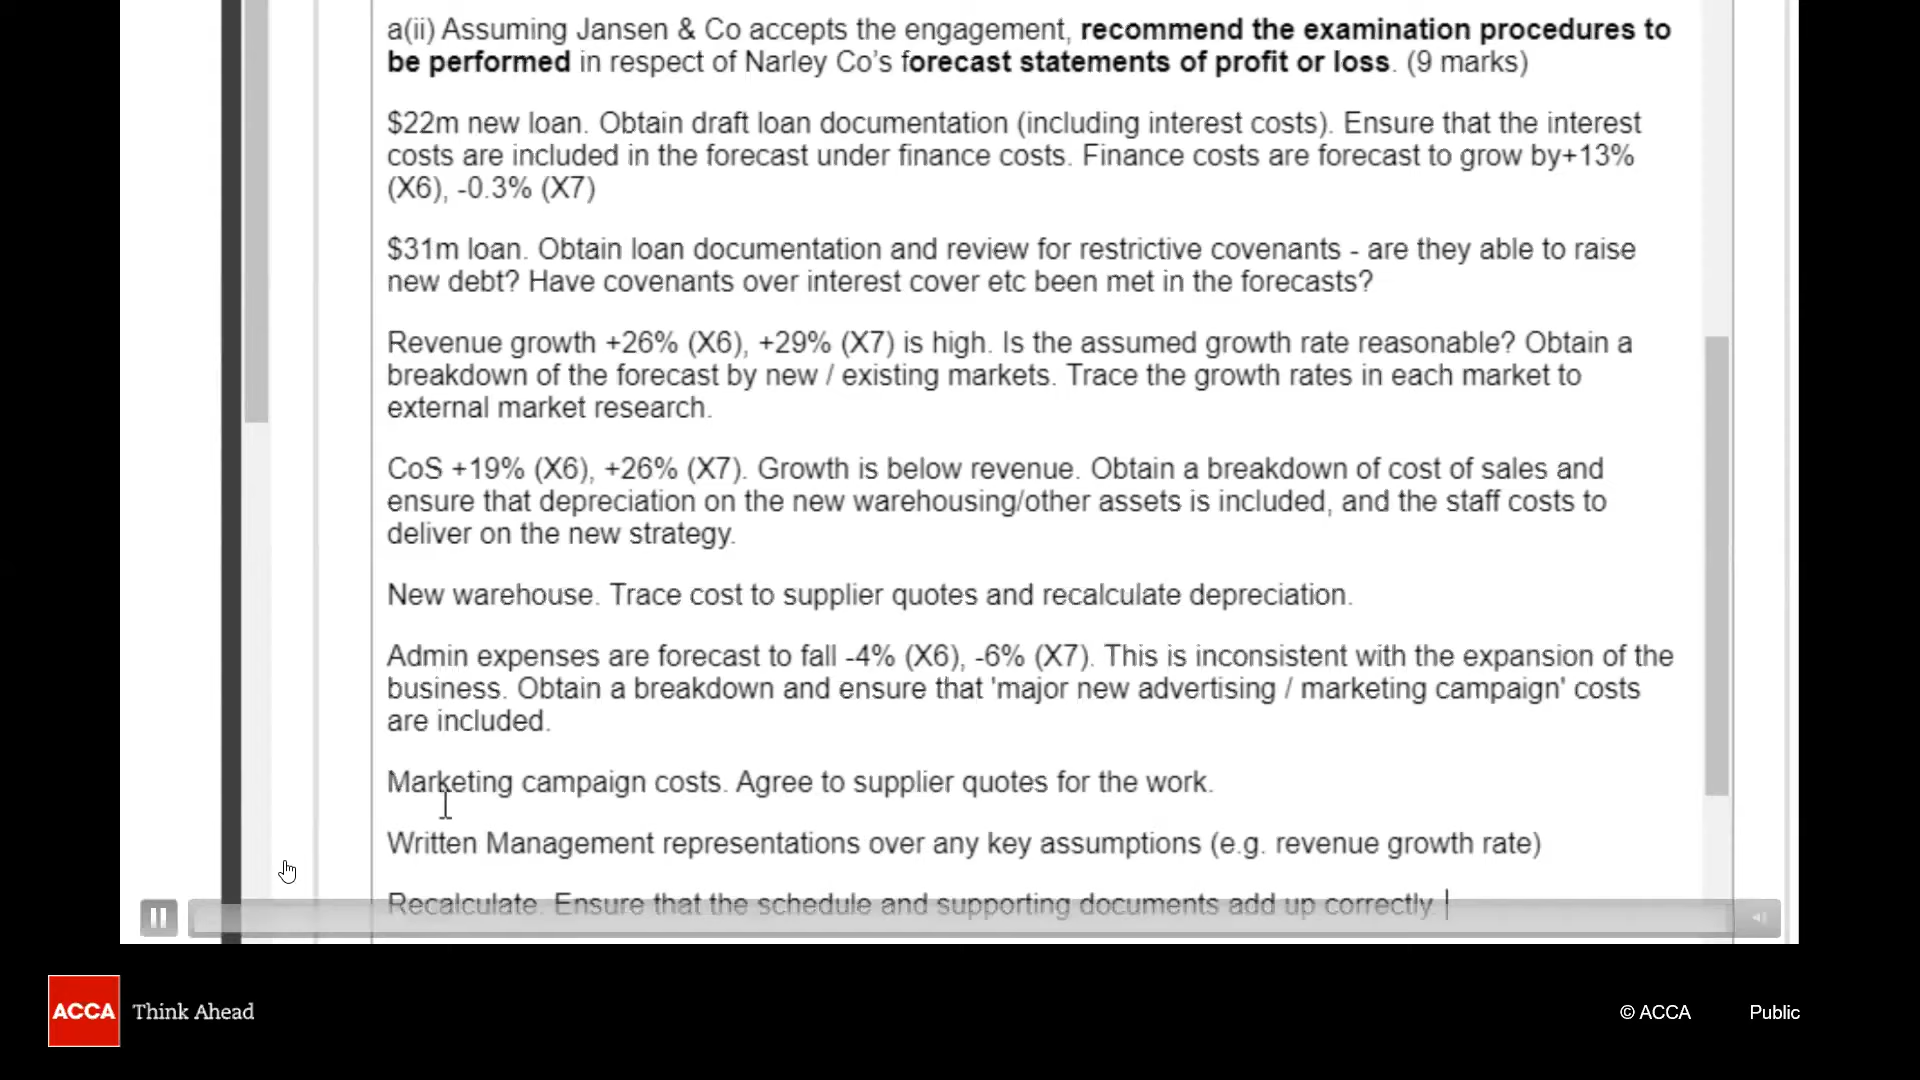 a(ii) Assuming Jansen & Co accepts the engagement, recommend the examination procedures to
be performed in respect of Narley Co's forecast statements of profit or loss. (9 marks)
$22m new loan. Obtain draft loan documentation (including interest costs). Ensure that the interest
costs are included in the forecast under finance costs. Finance costs are forecast to grow by+13%
(X6), -0.3% (X7)
$31m loan. Obtain loan documentation and review for restrictive covenants - are they able to raise
new debt? Have covenants over interest cover etc been met in the forecasts?
Revenue growth +26% (X6), +29% (X7) is high. Is the assumed growth rate reasonable? Obtain a
breakdown of the forecast by new / existing markets. Trace the growth rates in each market to
external market research.
CoS +19% (X6), +26% (X7). Growth is below revenue. Obtain a breakdown of cost of sales and
ensure that depreciation on the new warehousing/other assets is included, and the staff costs to
deliver on the new strategy.
New warehouse. Trace cost to supplier quotes and recalculate depreciation.
Admin expenses are forecast to fall -4% (X6), -6% (X7). This is inconsistent with the expansion of the
business. Obtain a breakdown and ensure that 'major new advertising / marketing campaign' costs
are included.
Marketing campaign costs. Agree to supplier quotes for the work.
Written Management representations over any key assumptions (e.g. revenue growth rate)
Recalculate. Ensure that the schedule and supporting documents add up correctly.
ACCA Think Ahead
© ACCA Public